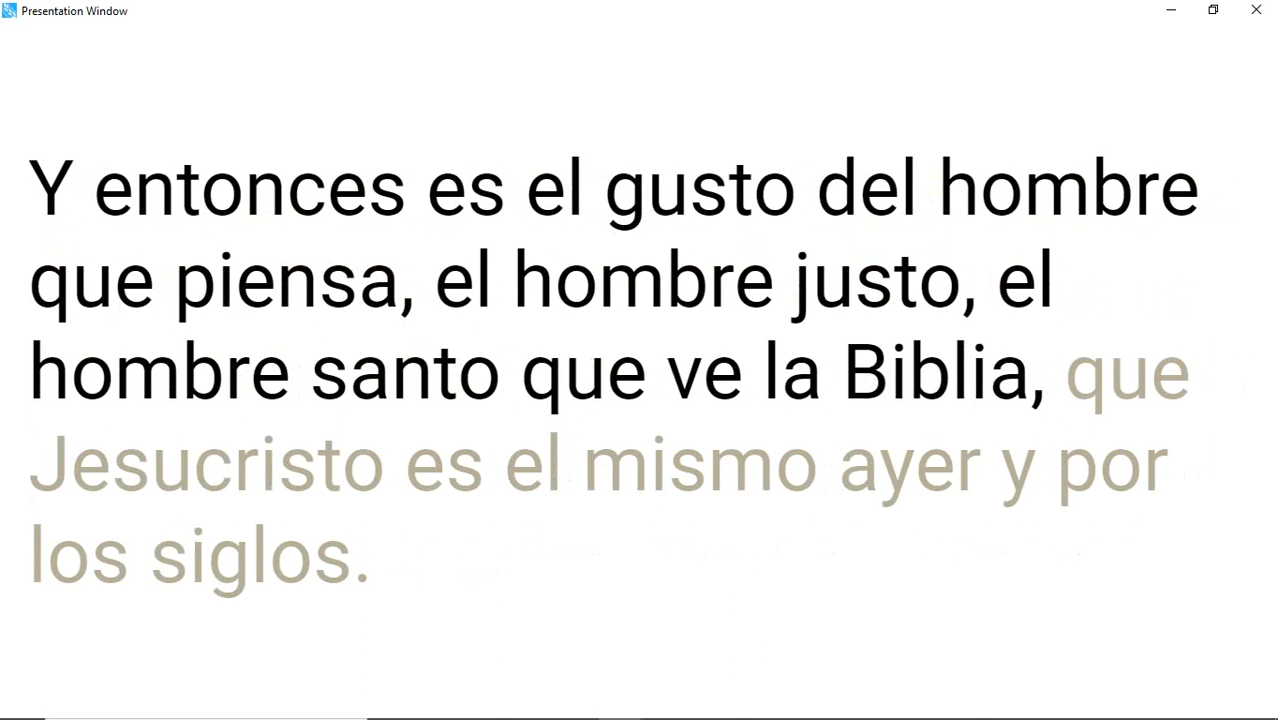 Presentation Window
Y entonces es el gusto del hombre
que piensa, el hombre justo, el
hombre santo que ve la Biblia, que
Jesucristo es el mismo ayer y por
los siglos.